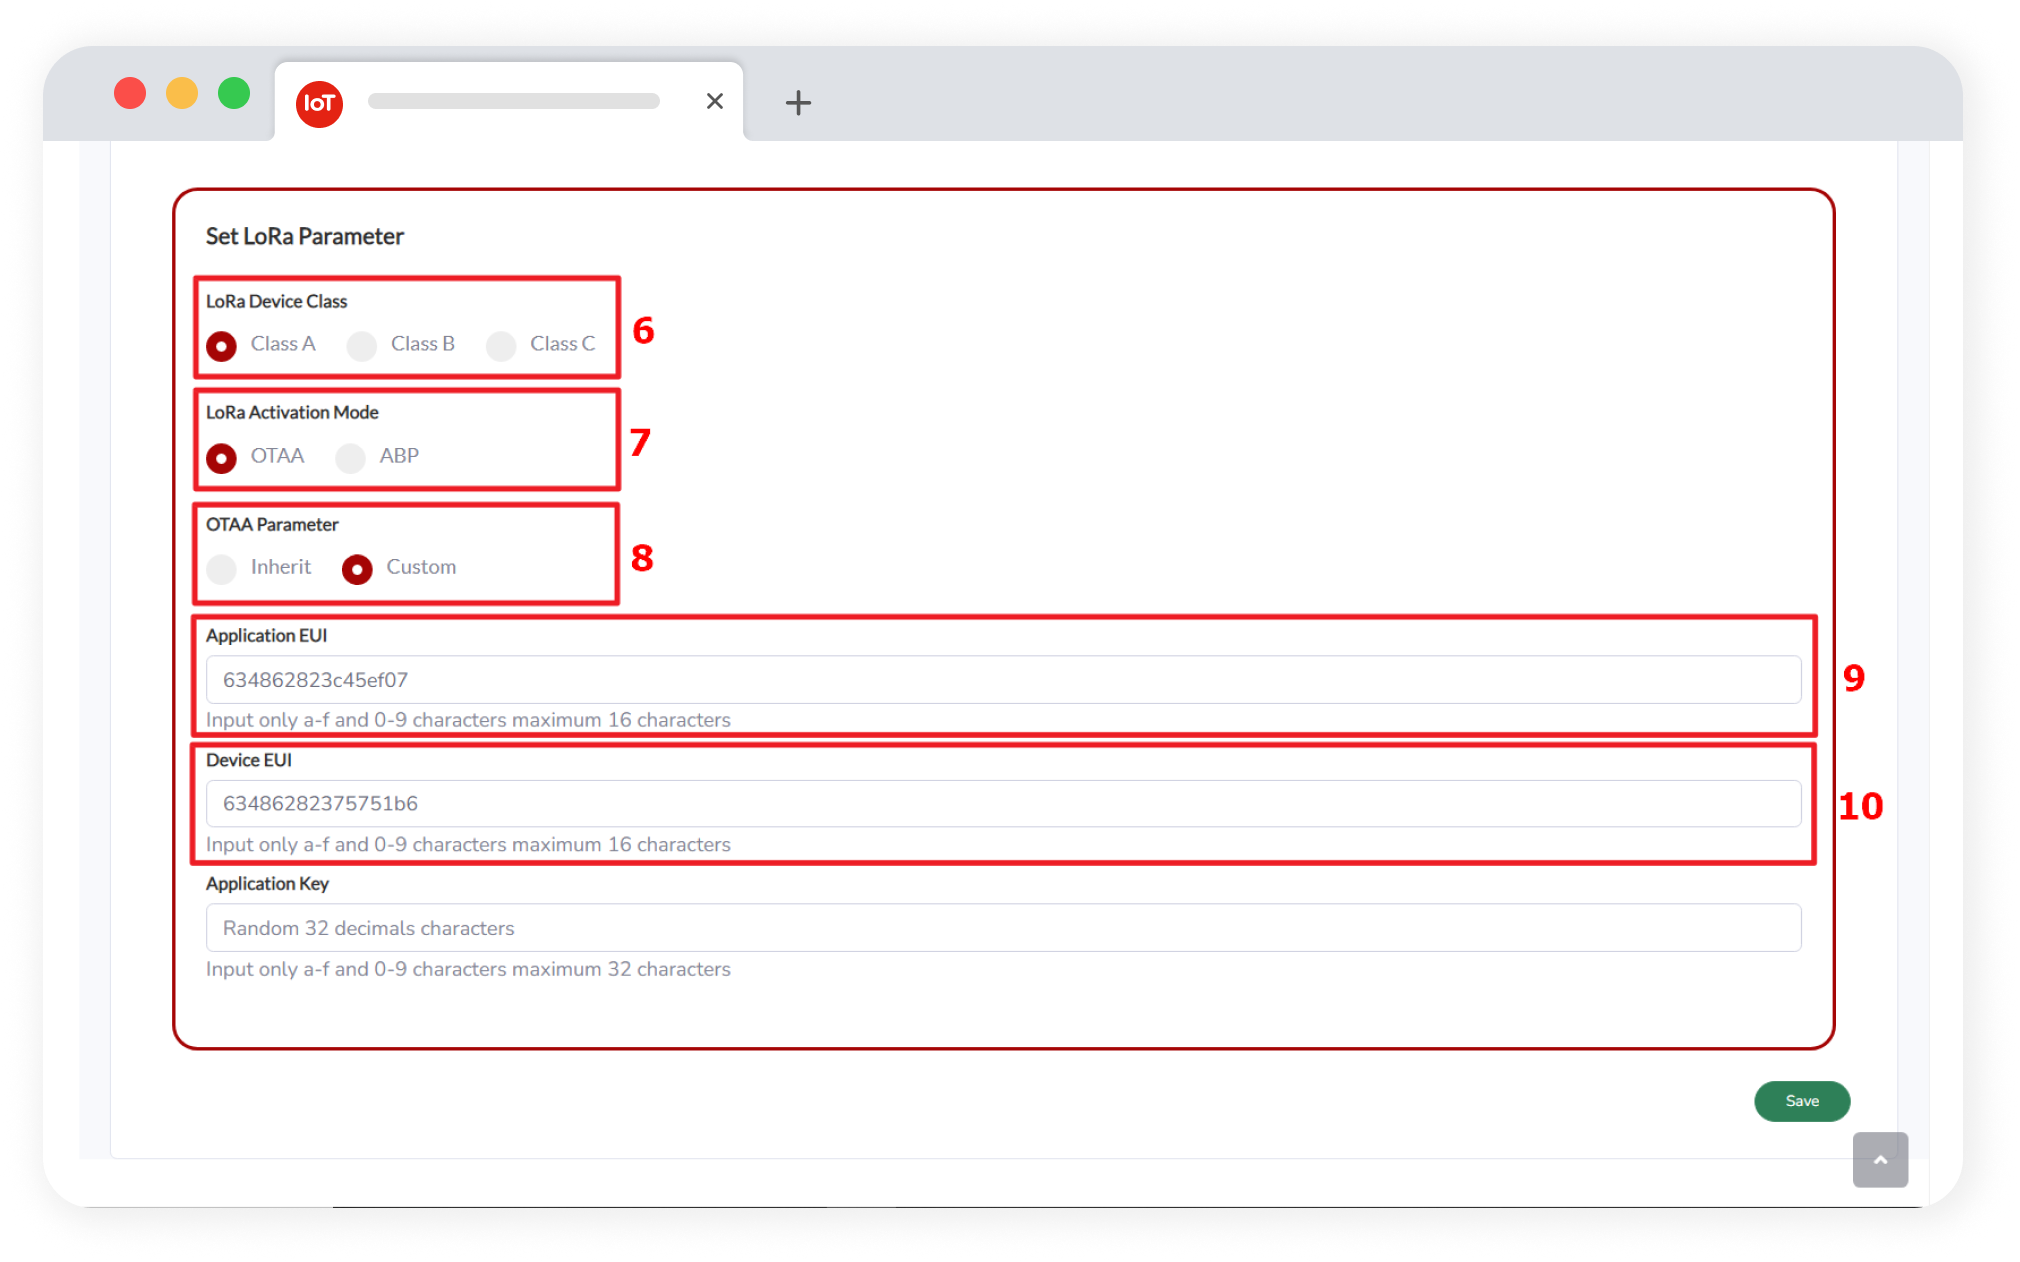 IoT
Set LoRa Parameter
LoRa Device Class
Class A Class B Class C
6
LoRa Activation Mode
OTAA ABP
7
OTAA Parameter
Inherit Custom
8
Application EUI
634862823c45ef07
Input only a-f and 0-9 characters maximum 16 characters
9
Device EUI
63486282375751b6
Input only a-f and 0-9 characters maximum 16 characters
10
Application Key
Random 32 decimals characters
Input only a-f and 0-9 characters maximum 32 characters
Save